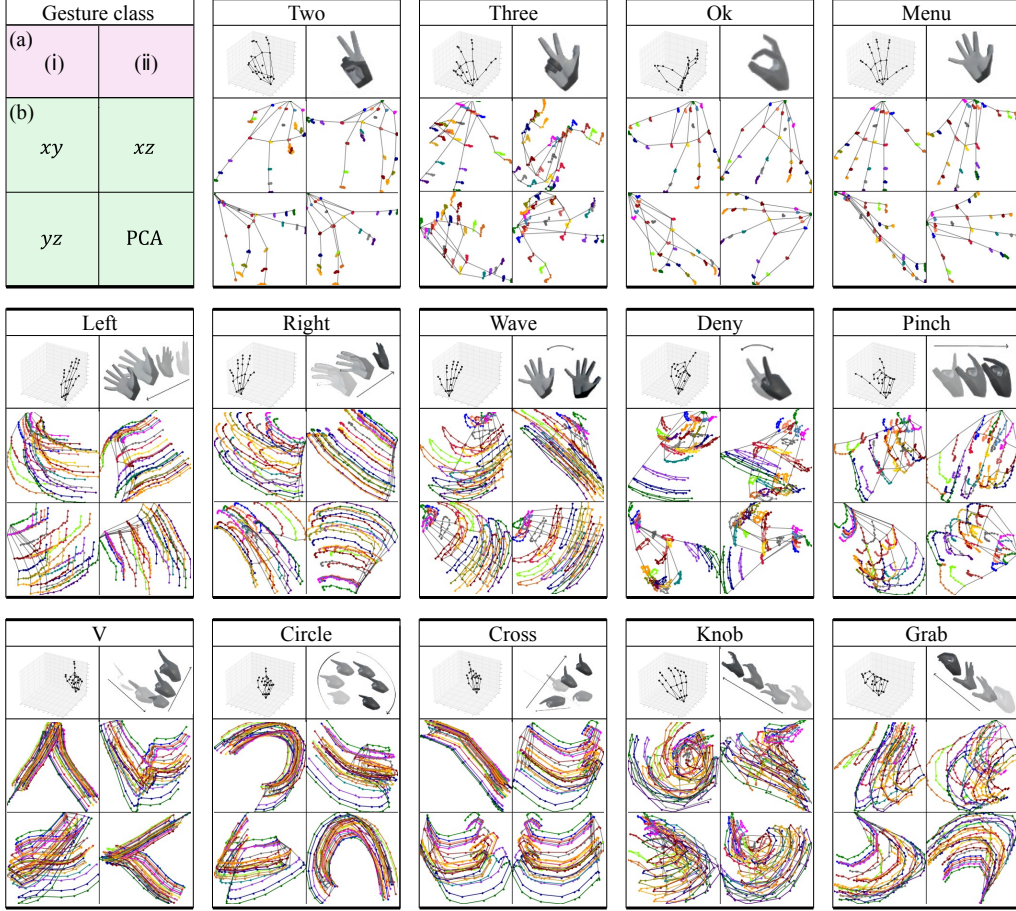 Gesture class Two Three Ok Menu
(a)
(i) (ii)
(b)
xy xz
yz PCA
Left Right Wave Deny Pinch
V Circle Cross Knob Grab